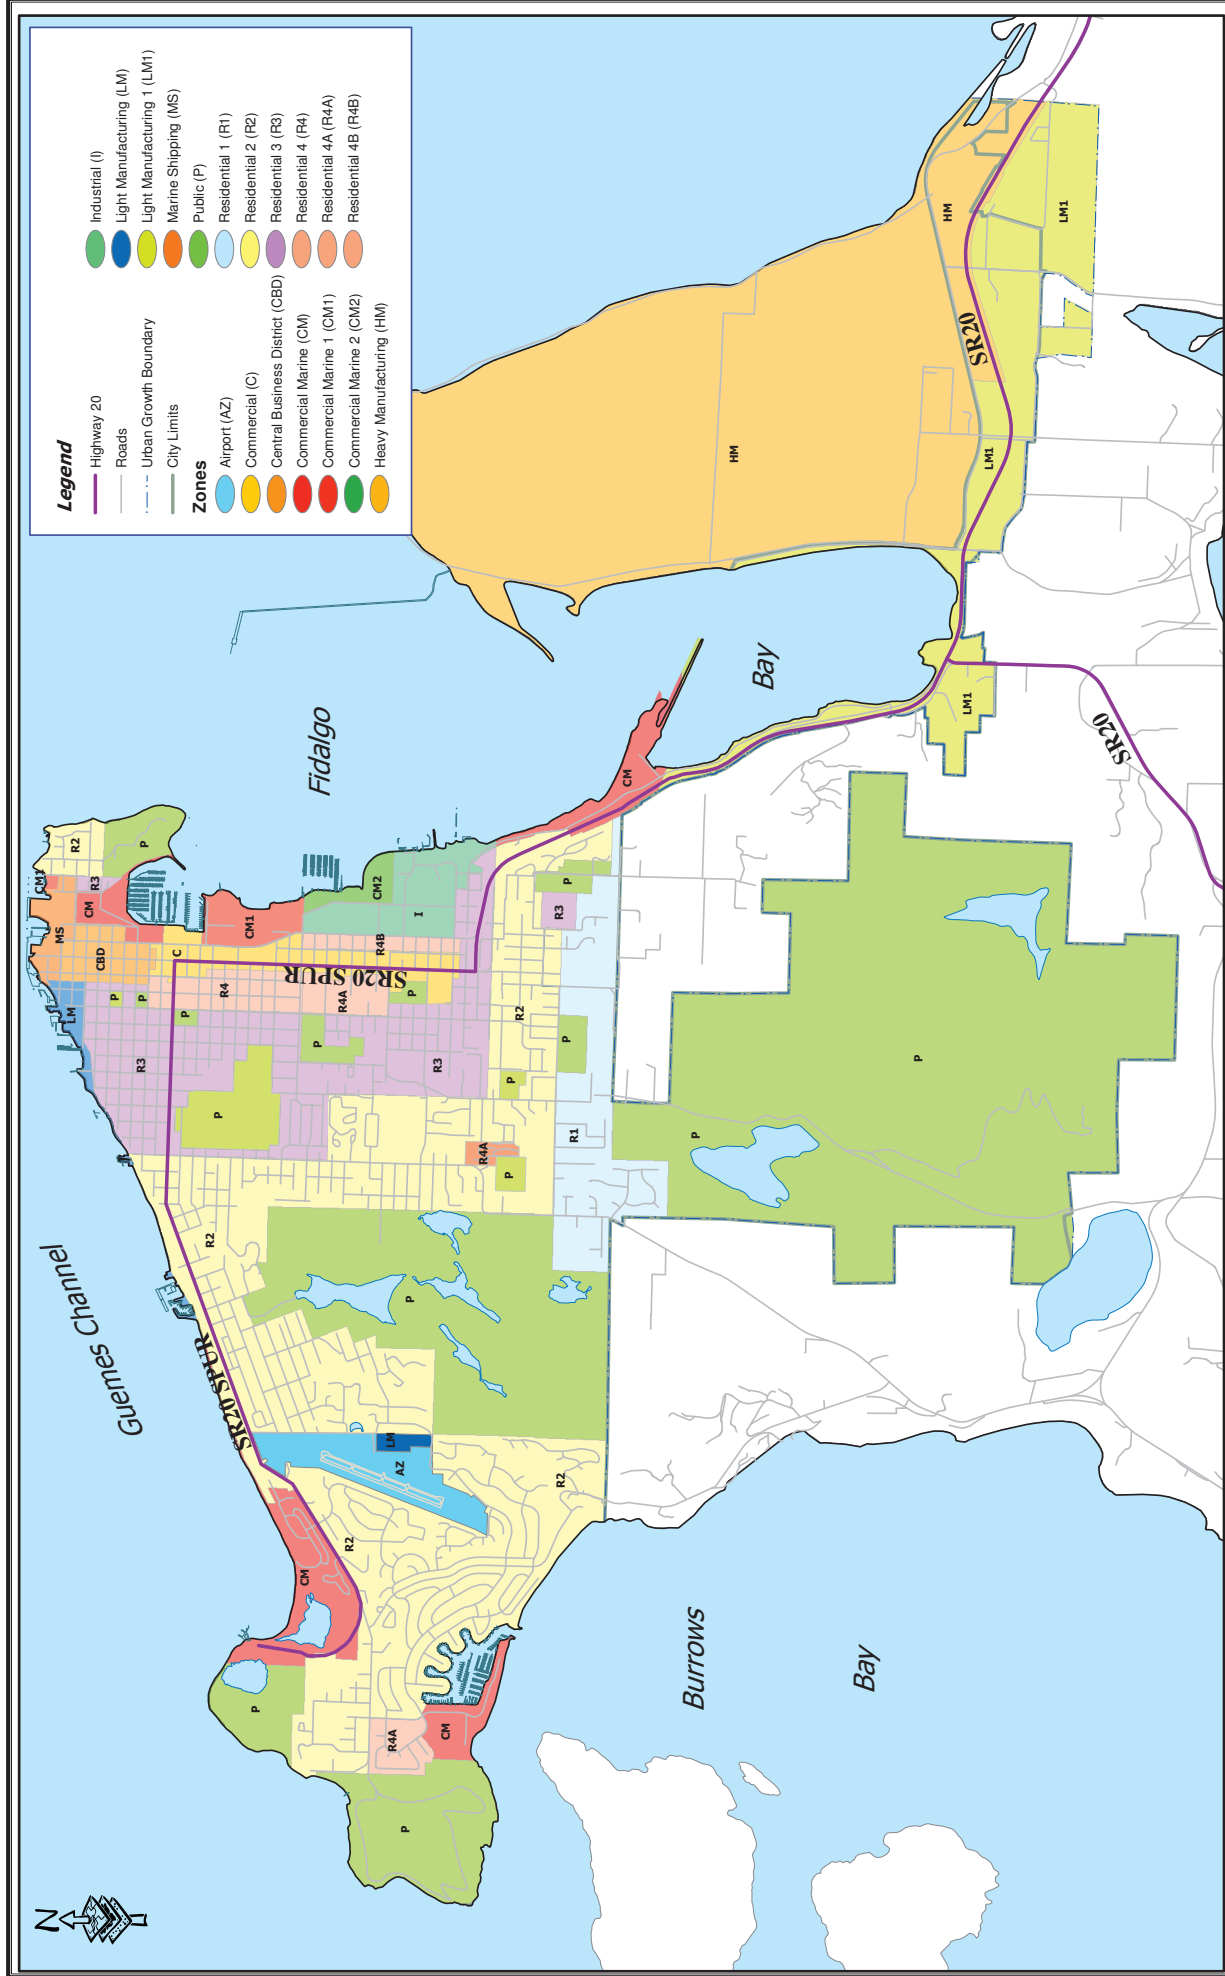 Legend
Highway 20
Roads
Urban Growth Boundary
City Limits
Zones
Airport (AZ)
Commercial (C)
Central Business District (CBD)
Commercial Marine (CM)
Commercial Marine 1 (CM1)
Commercial Marine 2 (CM2)
Heavy Manufacturing (HM)
Industrial (I)
Light Manufacturing (LM)
Light Manufacturing 1 (LM1)
Marine Shipping (MS)
Public (P)
Residential 1 (R1)
Residential 2 (R2)
Residential 3 (R3)
Residential 4 (R4)
Residential 4A (R4A)
Residential 4B (R4B)
N
Guemes Channel
Fidalgo
Bay
Burrows
Bay
SR20 SPUR
SR20 SPUR
SR20
SR20
P
P
R4A
CM
CM
R2
R2
AZ
LM
P
R2
R1
P
P
R4A
P
P
R3
R3
P
P
P
P
P
P
R4
R4A
R4B
R2
P
LM
MS
CBD
C
CM
CM1
R3
R2
P
CM1
CM2
I
R3
P
CM
LM1
HM
LM1
HM
LM1